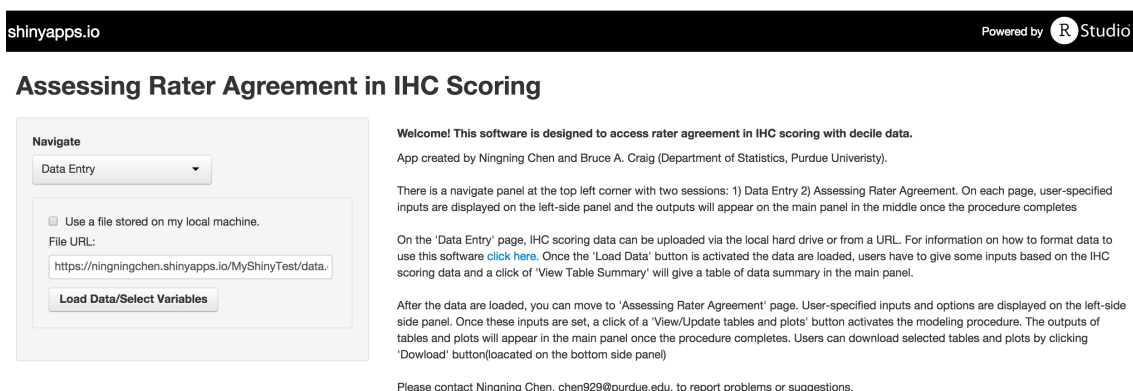 shinyapps.io
Powered by R Studio
Assessing Rater Agreement in IHC Scoring
Navigate
Data Entry
Use a file stored on my local machine.
File URL:
https://ningningchen.shinyapps.io/MyShinyTest/data.
Load Data/Select Variables
Welcome! This software is designed to access rater agreement in IHC scoring with decile data.
App created by Ningning Chen and Bruce A. Craig (Department of Statistics, Purdue Univeristy).
There is a navigate panel at the top left corner with two sessions: 1) Data Entry 2) Assessing Rater Agreement. On each page, user-specified
inputs are displayed on the left-side panel and the outputs will appear on the main panel in the middle once the procedure completes
On the 'Data Entry' page, IHC scoring data can be uploaded via the local hard drive or from a URL. For information on how to format data to
use this software click here. Once the 'Load Data' button is activated the data are loaded, users have to give some inputs based on the IHC
scoring data and a click of 'View Table Summary' will give a table of data summary in the main panel.
After the data are loaded, you can move to 'Assessing Rater Agreement' page. User-specified inputs and options are displayed on the left-side
side panel. Once these inputs are set, a click of a 'View/Update tables and plots' button activates the modeling procedure. The outputs of
tables and plots will appear in the main panel once the procedure completes. Users can download selected tables and plots by clicking
'Dowload' button(loacated on the bottom side panel)
Please contact Ningning Chen, chen929@purdue.edu, to report problems or suggestions.